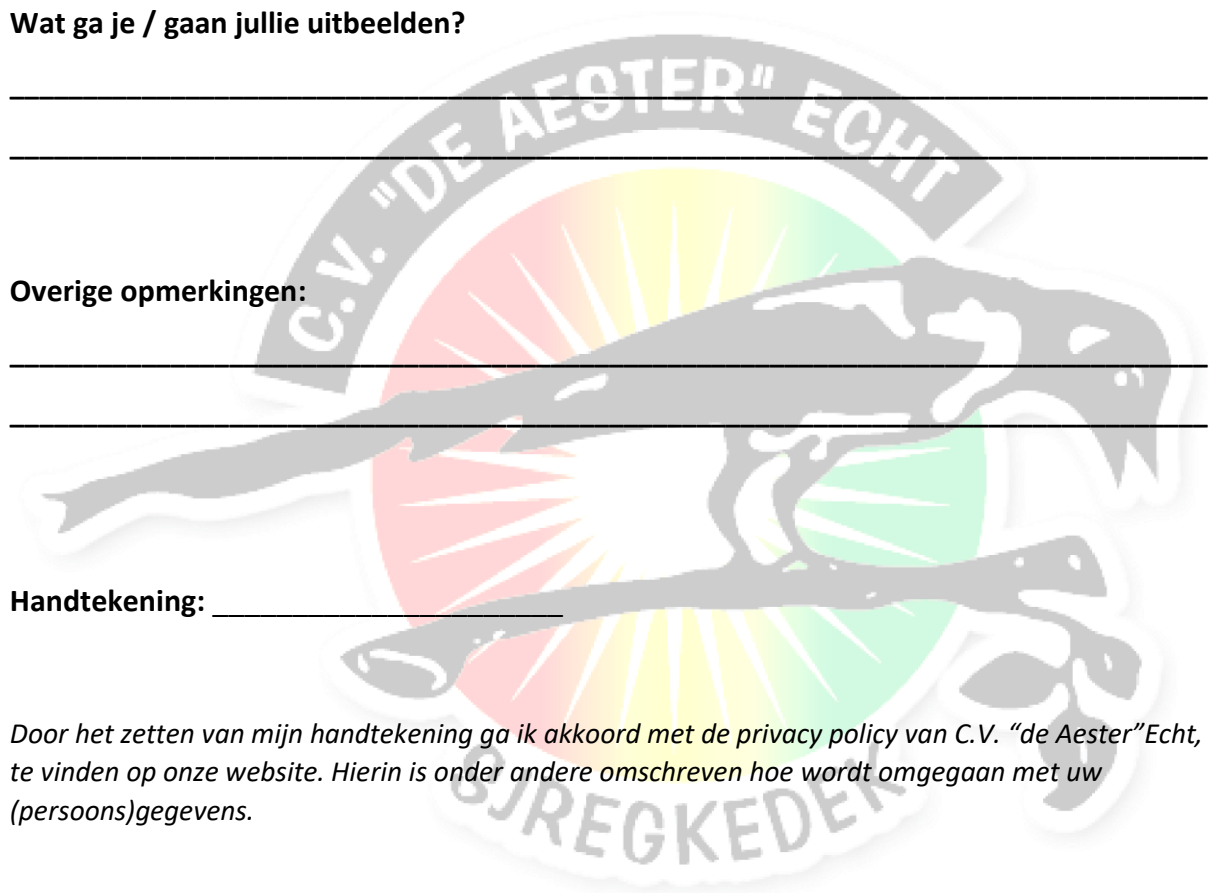 Wat ga je / gaan jullie uitbeelden?
C.V. "DE AESTER" ECHT
Overige opmerkingen:
Handtekening: ______________________
Door het zetten van mijn handtekening ga ik akkoord met de privacy policy van C.V. “de Aester”Echt,
te vinden op onze website. Hierin is onder andere omschreven hoe wordt omgegaan met uw
(persoons)gegevens.